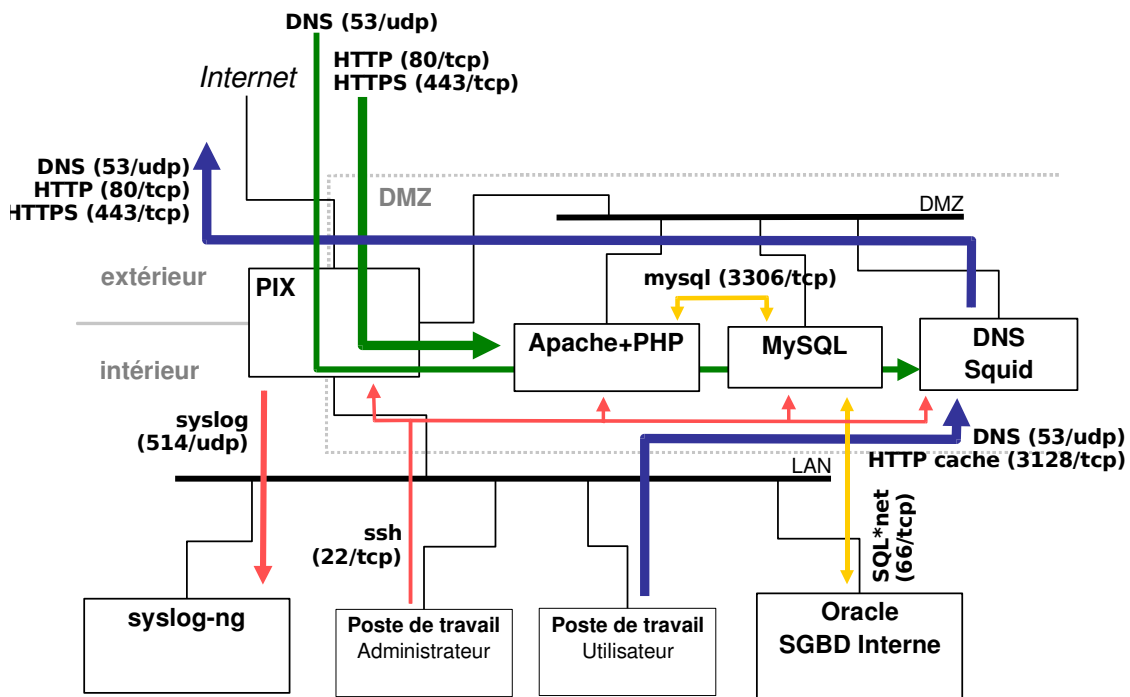 DNS (53/udp)
HTTP (80/tcp)
HTTPS (443/tcp)
Internet
DNS (53/udp)
HTTP (80/tcp)
HTTPS (443/tcp)
DMZ
DMZ
extérieur
PIX
mysql (3306/tcp)
Apache+PHP
MySQL
DNS
Squid
intérieur
syslog
(514/udp)
DNS (53/udp)
HTTP cache (3128/tcp)
LAN
ssh
(22/tcp)
SQL*net
(66/tcp)
syslog-ng
Poste de travail
Administrateur
Poste de travail
Utilisateur
Oracle
SGBD Interne